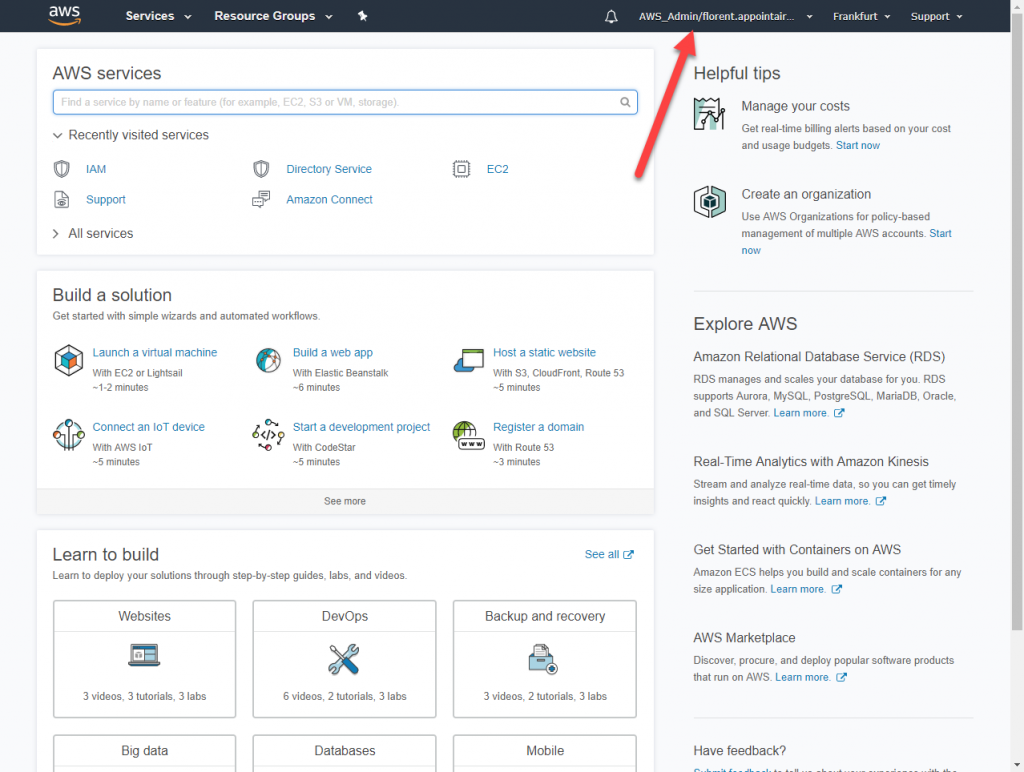 aws
Services
Resource Groups
AWS_Admin/florent.appointair...
Frankfurt
Support
AWS services
Find a service by name or feature (for example, EC2, S3 or VM, storage).
Recently visited services
IAM
Directory Service
EC2
Support
Amazon Connect
All services
Build a solution
Get started with simple wizards and automated workflows.
Launch a virtual machine
With EC2 or Lightsail
~1-2 minutes
Build a web app
With Elastic Beanstalk
~6 minutes
Host a static website
With S3, CloudFront, Route 53
~5 minutes
Connect an IoT device
With AWS IoT
~5 minutes
Start a development project
With CodeStar
~5 minutes
Register a domain
With Route 53
~3 minutes
See more
Learn to build
See all
Learn to deploy your solutions through step-by-step guides, labs, and videos.
Websites
3 videos, 3 tutorials, 3 labs
DevOps
6 videos, 2 tutorials, 3 labs
Backup and recovery
3 videos, 2 tutorials, 3 labs
Big data
Databases
Mobile
Helpful tips
Manage your costs
Get real-time billing alerts based on your cost
and usage budgets. Start now
Create an organization
Use AWS Organizations for policy-based
management of multiple AWS accounts. Start
now
Explore AWS
Amazon Relational Database Service (RDS)
RDS manages and scales your database for you. RDS
supports Aurora, MySQL, PostgreSQL, MariaDB, Oracle,
and SQL Server. Learn more.
Real-Time Analytics with Amazon Kinesis
Stream and analyze real-time data, so you can get timely
insights and react quickly. Learn more.
Get Started with Containers on AWS
Amazon ECS helps you build and scale containers for any
size application. Learn more.
AWS Marketplace
Discover, procure, and deploy popular software products
that run on AWS. Learn more.
Have feedback?
Submit feedback to tell us about your experience with the